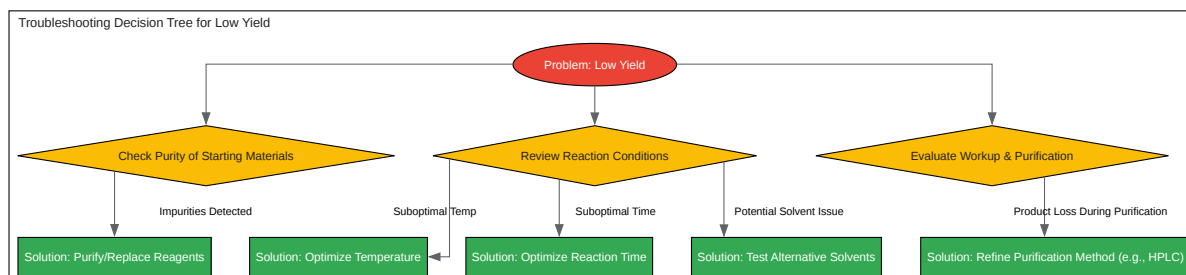 Troubleshooting Decision Tree for Low Yield
Problem: Low Yield
Check Purity of Starting Materials
Review Reaction Conditions
Evaluate Workup & Purification
Impurities Detected
Suboptimal Temp
Suboptimal Time
Potential Solvent Issue
Product Loss During Purification
Solution: Purify/Replace Reagents
Solution: Optimize Temperature
Solution: Optimize Reaction Time
Solution: Test Alternative Solvents
Solution: Refine Purification Method (e.g., HPLC)